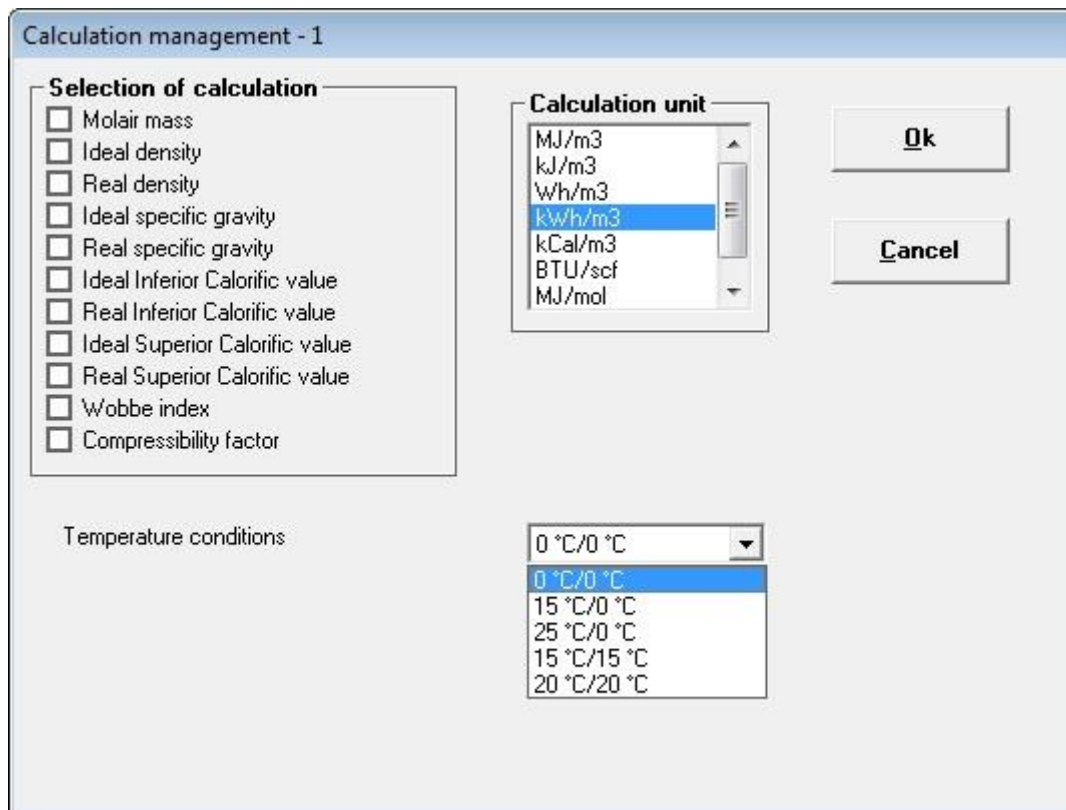 Calculation management - 1
Selection of calculation
Molair mass
Ideal density
Real density
Ideal specific gravity
Real specific gravity
Ideal Inferior Calorific value
Real Inferior Calorific value
Ideal Superior Calorific value
Real Superior Calorific value
Wobbe index
Compressibility factor
Calculation unit
MJ/m3
kJ/m3
Wh/m3
kWh/m3
kCal/m3
BTU/scf
MJ/mol
Ok
Cancel
Temperature conditions
0 °C/0 °C
0 °C/0 °C
15 °C/0 °C
25 °C/0 °C
15 °C/15 °C
20 °C/20 °C